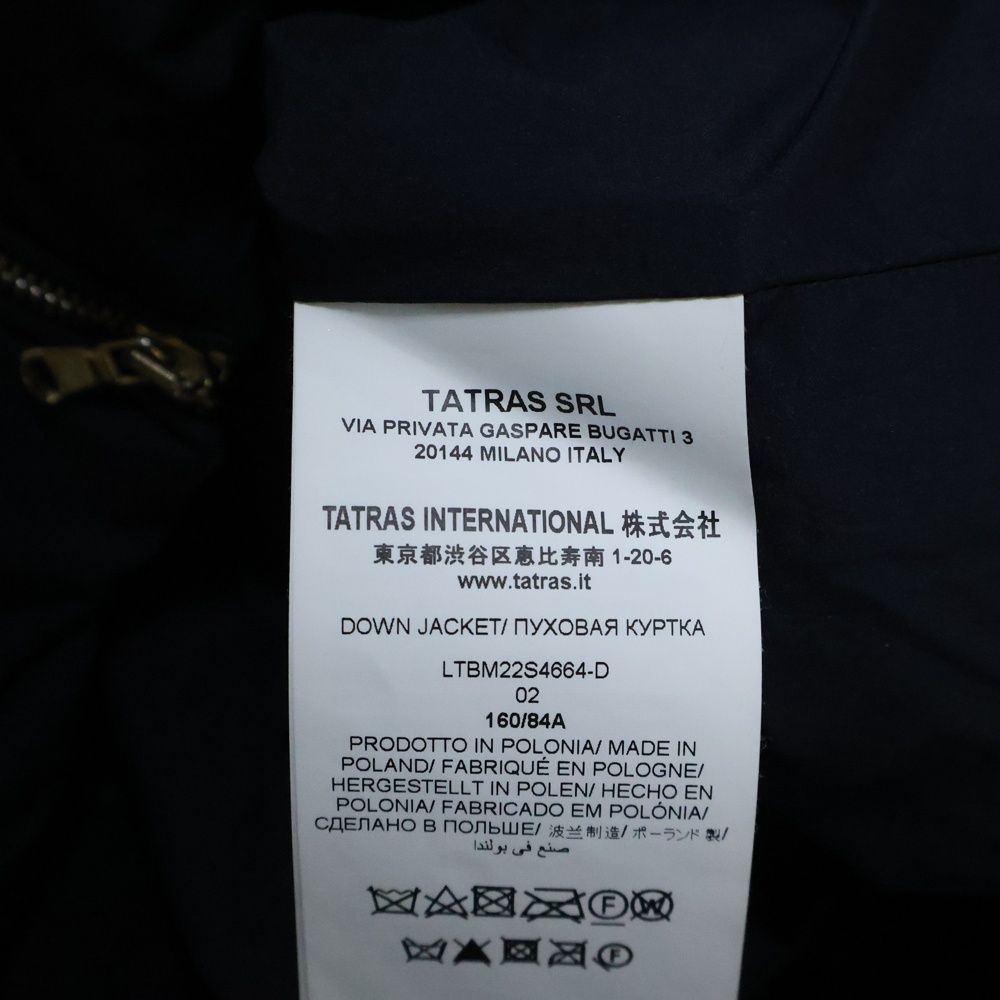 TATRAS SRL
VIA PRIVATA GASPARE BUGATTI 3
20144 MILANO ITALY
TATRAS INTERNATIONAL 株式会社
東京都渋谷区恵比寿南 1-20-6
www.tatras.it
DOWN JACKET/ ПУХОВАЯ КУРТКА
LTBM22S4664-D
02
160/84A
PRODOTTO IN POLONIA/ MADE IN
POLAND/ FABRIQUÉ EN POLOGNE/
HERGESTELLT IN POLEN/ HECHO EN
POLONIA/ FABRICADO EM POLÓNIA/
СДЕЛАНО В ПОЛЬШЕ/ 波兰制造/ ポーランド製/
صنع في بولندا
F W
F